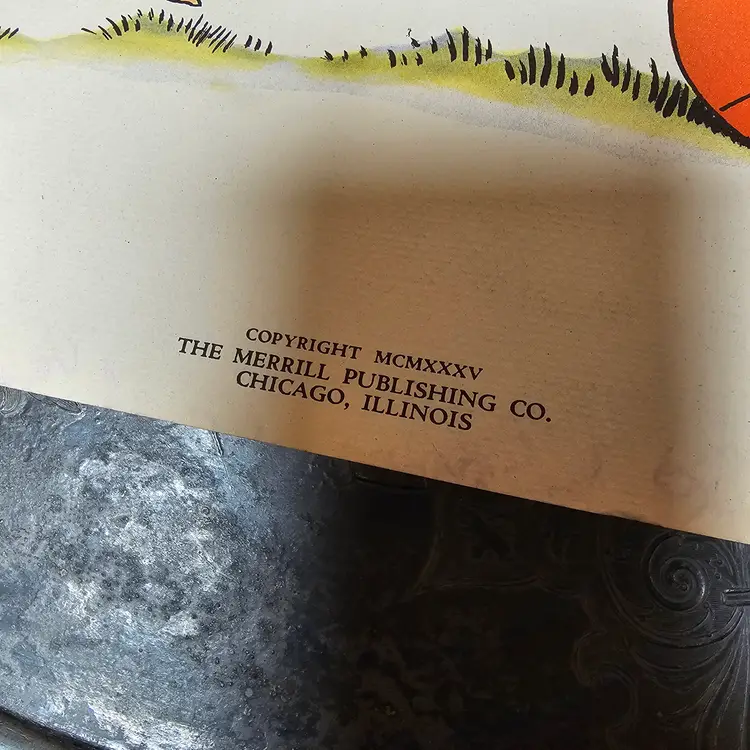 COPYRIGHT MCMXXXV
THE MERRILL PUBLISHING CO.
CHICAGO, ILLINOIS